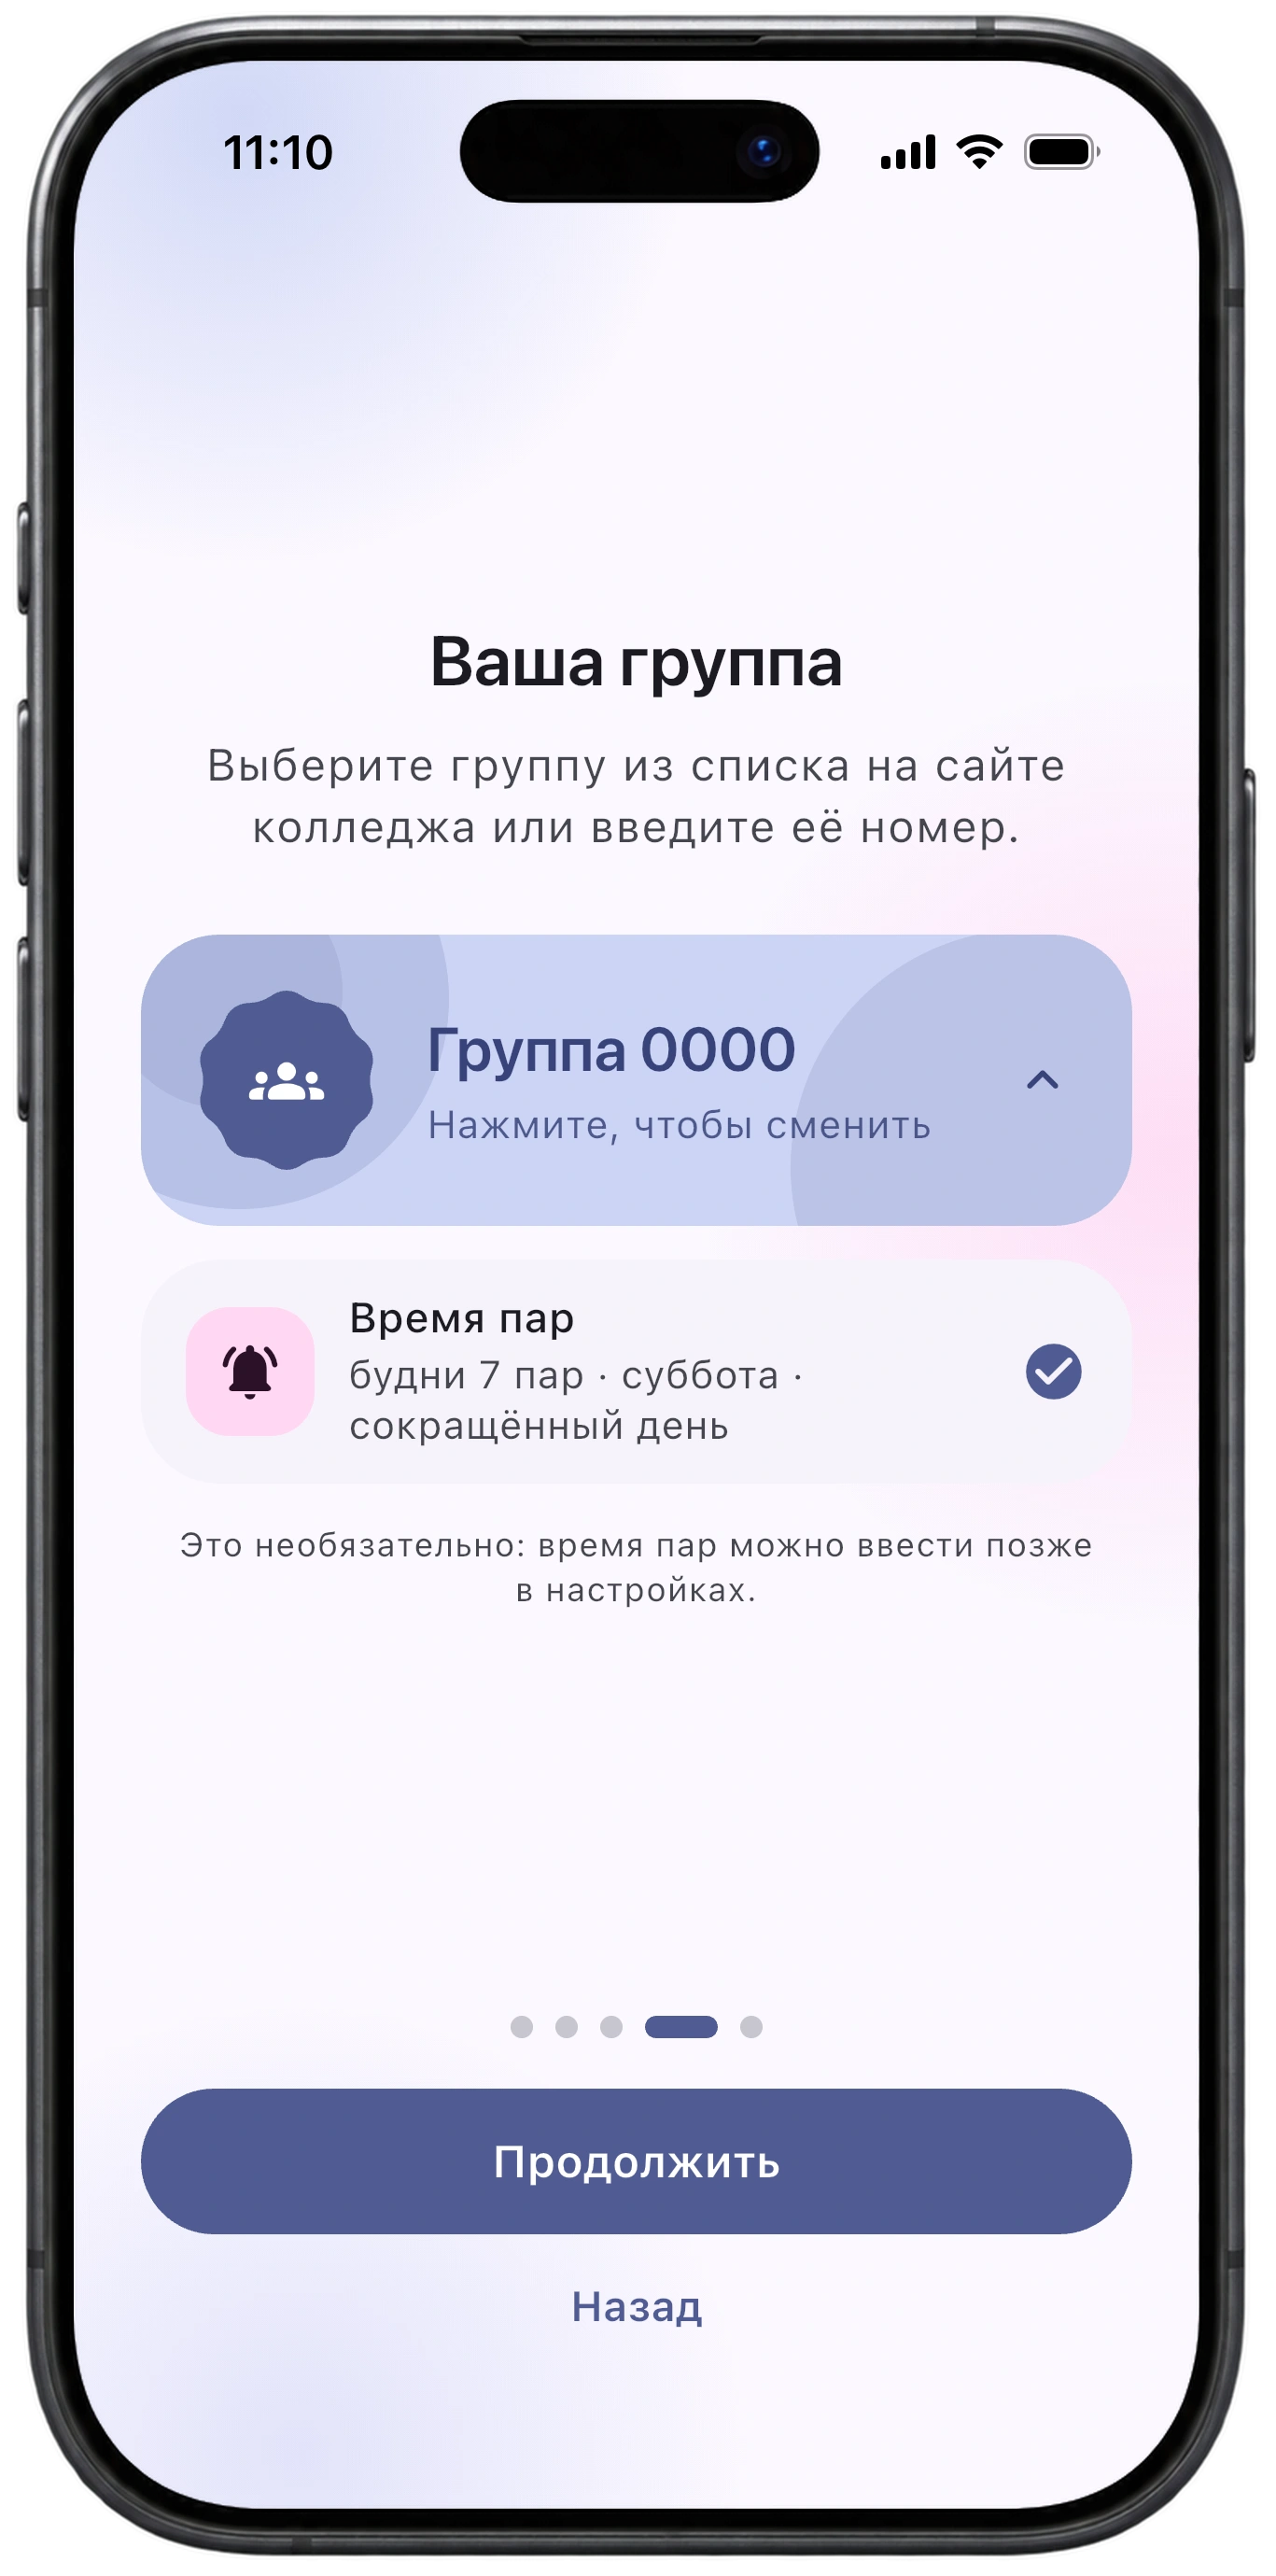 11:10
Ваша группа
Выберите группу из списка на сайте
колледжа или введите её номер.
Группа 0000
Нажмите, чтобы сменить
Время пар
будни 7 пар · суббота ·
сокращённый день
Это необязательно: время пар можно ввести позже
в настройках.
Продолжить
Назад